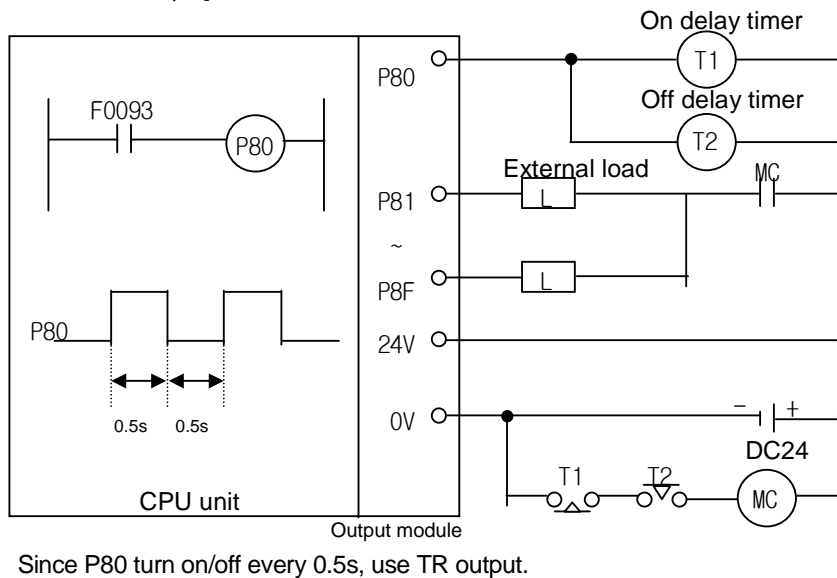 On delay timer
P80
T1
F0093
Off delay timer
P80
T2
External load
MC
P81
L
~
P8F
L
P80
24V
0.5s 0.5s
0V
- +
DC24
T1 T2
MC
CPU unit
Output module
Since P80 turn on/off every 0.5s, use TR output.